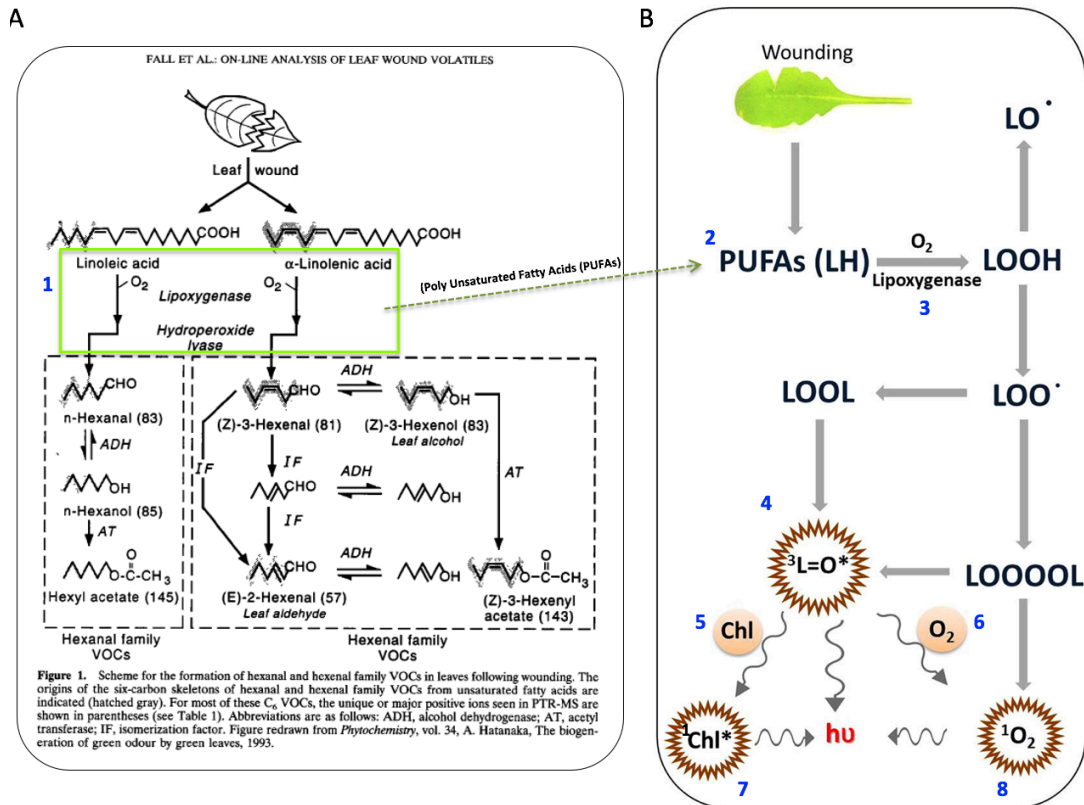 A
FALL ET AL.: ON-LINE ANALYSIS OF LEAF WOUND VOLATILES
Leaf wound
COOH COOH
Linoleic acid α-Linolenic acid
1
O₂ Lipoxygenase O₂
Hydroperoxide
lyase
(Poly Unsaturated Fatty Acids (PUFAs)
CHO CHO ADH OH
n-Hexanal (83) (Z)-3-Hexenal (81) (Z)-3-Hexenol (83)
Leaf alcohol
ADH
IF IF CHO ADH OH AT
OH
n-Hexanol (85)
AT IF
O
O-C-CH₃
Hexyl acetate (145)
CHO ADH OH
O
O-C-CH₃
(E)-2-Hexenal (57)
Leaf aldehyde
(Z)-3-Hexenyl
acetate (143)
Hexanal family
VOCs
Hexenal family
VOCs
Figure 1. Scheme for the formation of hexanal and hexenal family VOCs in leaves following wounding. The
origins of the six-carbon skeletons of hexanal and hexenal family VOCs from unsaturated fatty acids are
indicated (hatched gray). For most of these C₆ VOCs, the unique or major positive ions seen in PTR-MS are
shown in parentheses (see Table 1). Abbreviations are as follows: ADH, alcohol dehydrogenase; AT, acetyl
transferase; IF, isomerization factor. Figure redrawn from Phytochemistry, vol. 34, A. Hatanaka, The biogen-
eration of green odour by green leaves, 1993.
B
Wounding
LO•
2
PUFAs (LH)
O₂
Lipoxygenase
3
LOOH
LOOL
LOO•
4
³L=O*
LOOOOL
5
Chl
O₂
6
¹Chl*
hυ
¹O₂
7
8